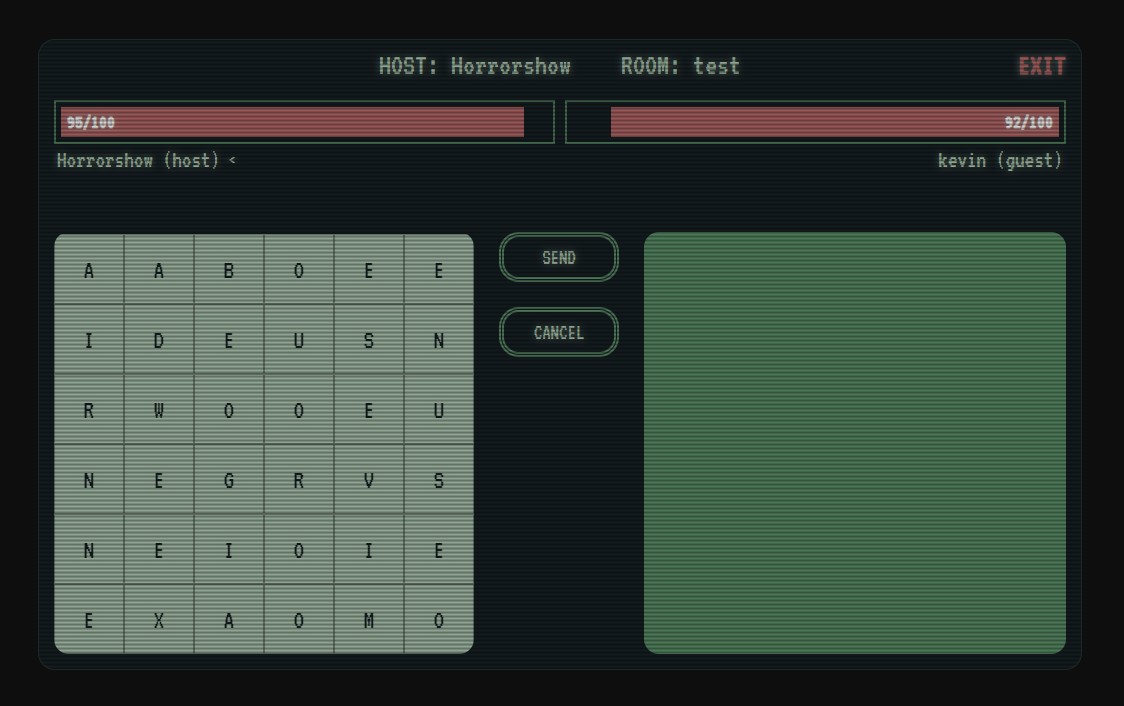 HOST: Horrorshow ROOM: test EXIT
95/100 92/100
Horrorshow (host) < kevin (guest)
A A B O E E
I D E U S N
R W O O E U
N E G R V S
N E I O I E
E X A O M O
SEND
CANCEL